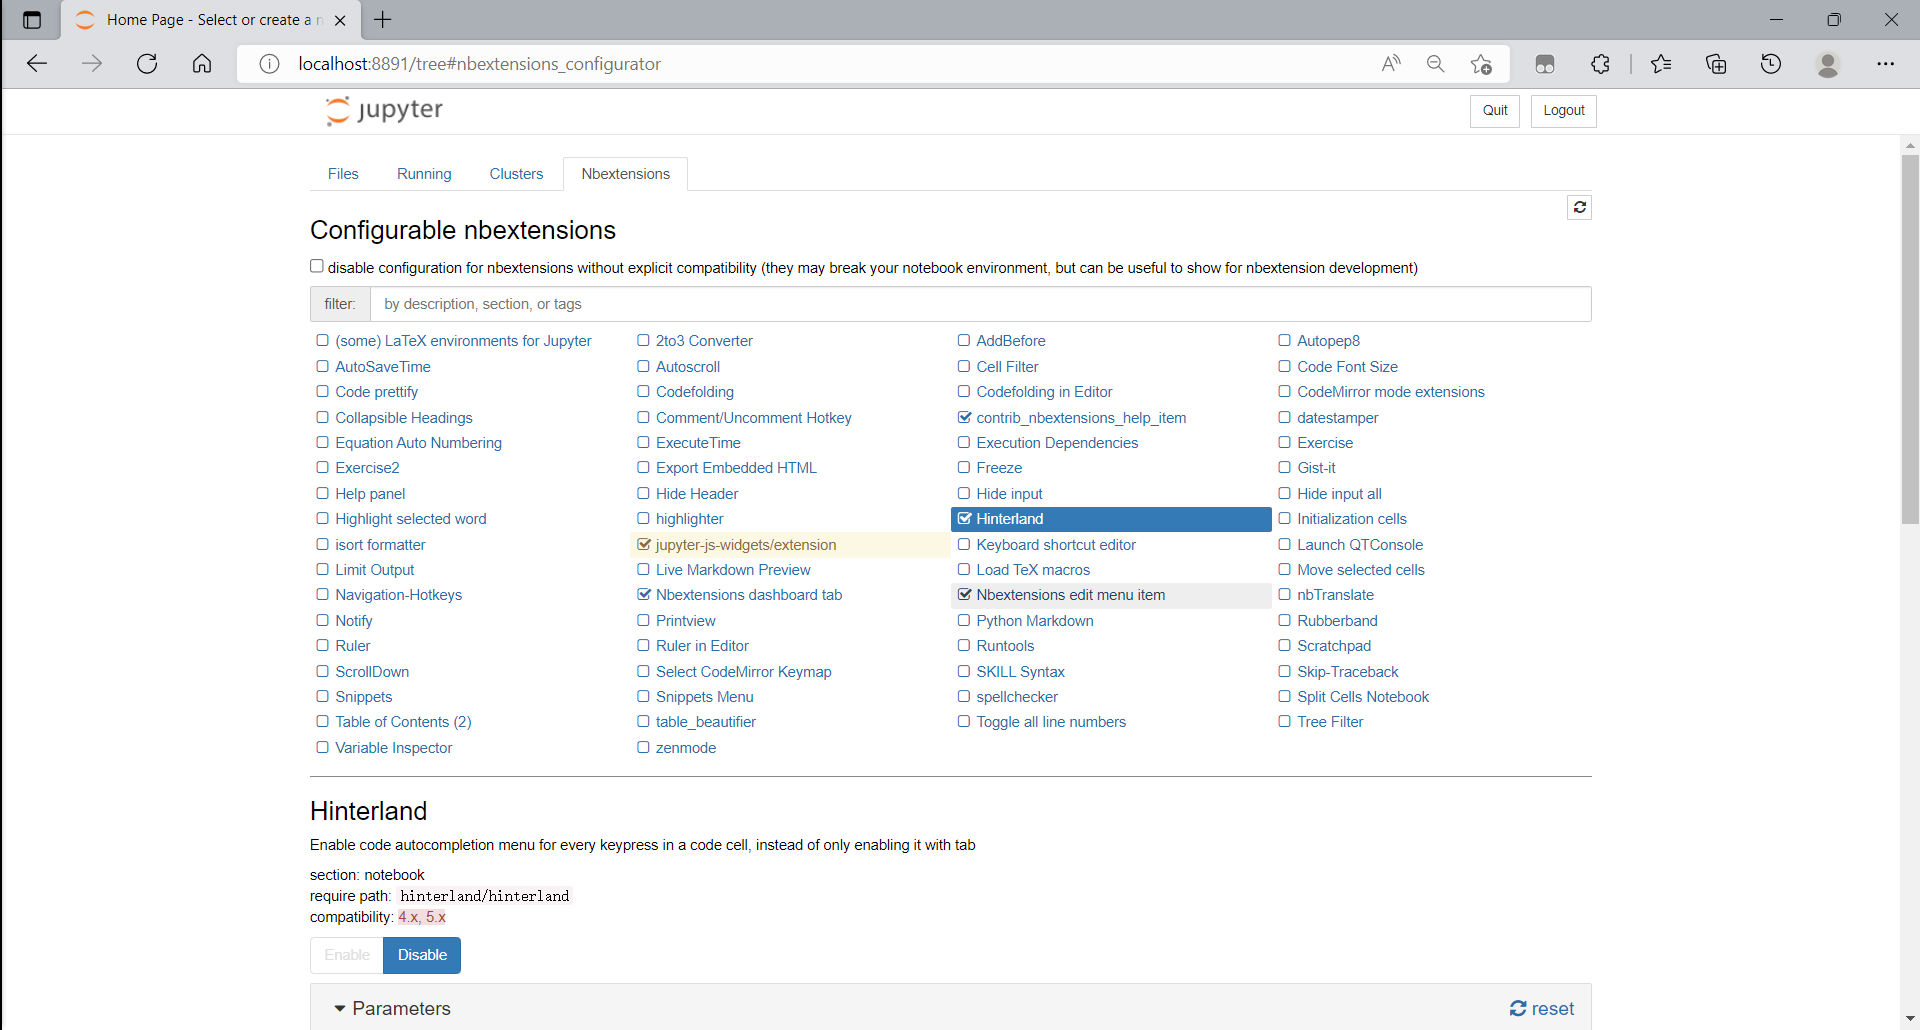 Home Page - Select or create a n
localhost:8891/tree#nbextensions_configurator
jupyter
Quit Logout
Files Running Clusters Nbextensions
Configurable nbextensions
disable configuration for nbextensions without explicit compatibility (they may break your notebook environment, but can be useful to show for nbextension development)
filter: by description, section, or tags
(some) LaTeX environments for Jupyter 2to3 Converter AddBefore Autopep8
AutoSaveTime Autoscroll Cell Filter Code Font Size
Code prettify Codefolding Codefolding in Editor CodeMirror mode extensions
Collapsible Headings Comment/Uncomment Hotkey contrib_nbextensions_help_item datestamper
Equation Auto Numbering ExecuteTime Execution Dependencies Exercise
Exercise2 Export Embedded HTML Freeze Gist-it
Help panel Hide Header Hide input Hide input all
Highlight selected word highlighter Hinterland Initialization cells
isort formatter jupyter-js-widgets/extension Keyboard shortcut editor Launch QTConsole
Limit Output Live Markdown Preview Load TeX macros Move selected cells
Navigation-Hotkeys Nbextensions dashboard tab Nbextensions edit menu item nbTranslate
Notify Printview Python Markdown Rubberband
Ruler Ruler in Editor Runtools Scratchpad
ScrollDown Select CodeMirror Keymap SKILL Syntax Skip-Traceback
Snippets Snippets Menu spellchecker Split Cells Notebook
Table of Contents (2) table_beautifier Toggle all line numbers Tree Filter
Variable Inspector zenmode
Hinterland
Enable code autocompletion menu for every keypress in a code cell, instead of only enabling it with tab
section: notebook
require path: hinterland/hinterland
compatibility: 4.x, 5.x
Enable Disable
Parameters reset